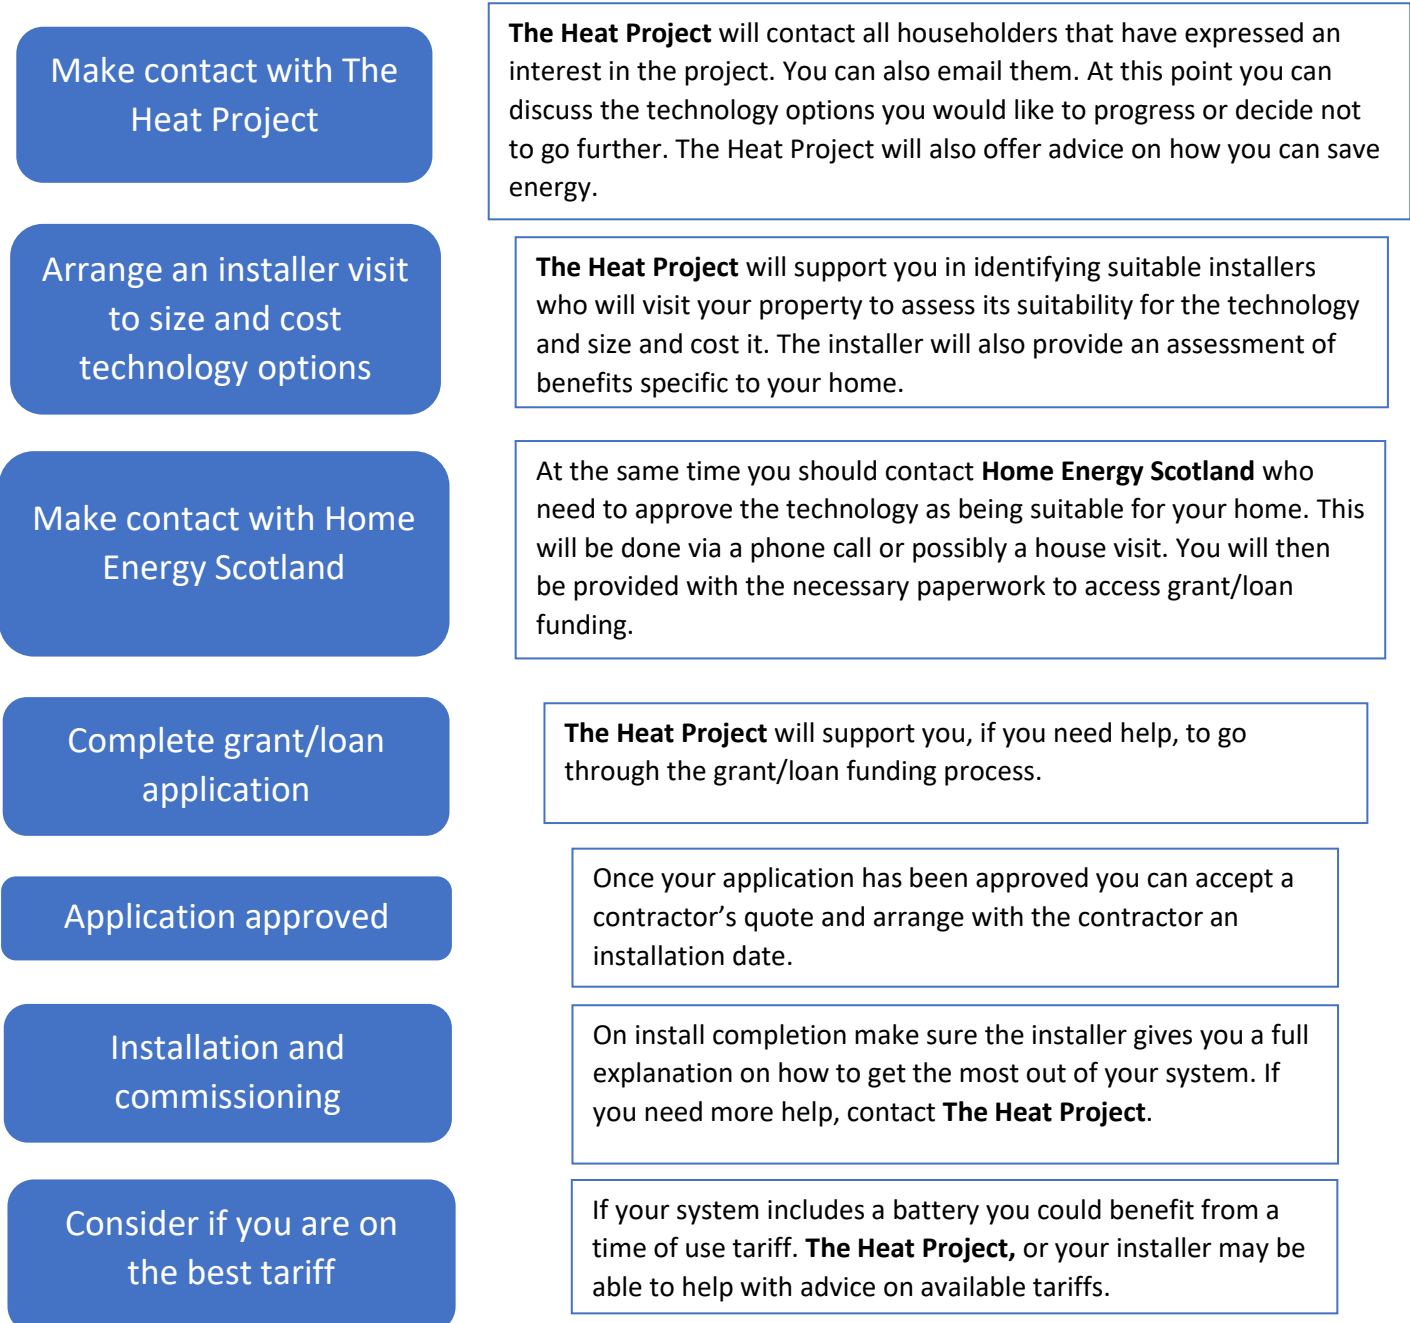 Make contact with The
Heat Project
The Heat Project will contact all householders that have expressed an
interest in the project. You can also email them. At this point you can
discuss the technology options you would like to progress or decide not
to go further. The Heat Project will also offer advice on how you can save
energy.
Arrange an installer visit
to size and cost
technology options
The Heat Project will support you in identifying suitable installers
who will visit your property to assess its suitability for the technology
and size and cost it. The installer will also provide an assessment of
benefits specific to your home.
Make contact with Home
Energy Scotland
At the same time you should contact Home Energy Scotland who
need to approve the technology as being suitable for your home. This
will be done via a phone call or possibly a house visit. You will then
be provided with the necessary paperwork to access grant/loan
funding.
Complete grant/loan
application
The Heat Project will support you, if you need help, to go
through the grant/loan funding process.
Application approved
Once your application has been approved you can accept a
contractor’s quote and arrange with the contractor an
installation date.
Installation and
commissioning
On install completion make sure the installer gives you a full
explanation on how to get the most out of your system. If
you need more help, contact The Heat Project.
Consider if you are on
the best tariff
If your system includes a battery you could benefit from a
time of use tariff. The Heat Project, or your installer may be
able to help with advice on available tariffs.